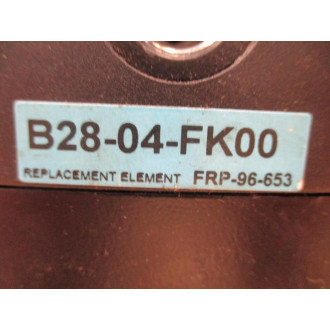 B28-04-FK00
REPLACEMENT ELEMENT FRP-96-653